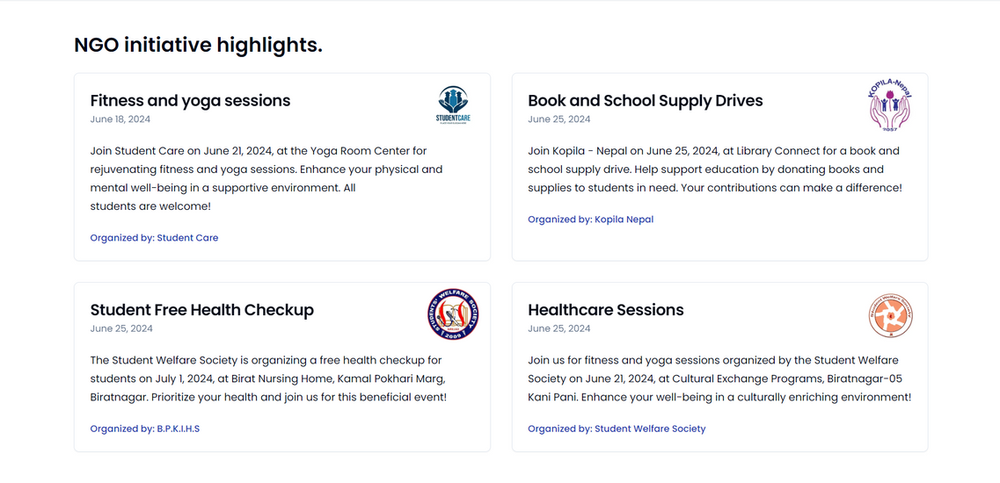 NGO initiative highlights.
Fitness and yoga sessions
June 18, 2024
STUDENTCARE
Join Student Care on June 21, 2024, at the Yoga Room Center for
rejuvenating fitness and yoga sessions. Enhance your physical and
mental well-being in a supportive environment. All
students are welcome!
Organized by: Student Care
Book and School Supply Drives
June 25, 2024
KOPILA-Nepal
2057
Join Kopila - Nepal on June 25, 2024, at Library Connect for a book and
school supply drive. Help support education by donating books and
supplies to students in need. Your contributions can make a difference!
Organized by: Kopila Nepal
Student Free Health Checkup
June 25, 2024
STUDENTS' WELFARE SOCIETY
2009
The Student Welfare Society is organizing a free health checkup for
students on July 1, 2024, at Birat Nursing Home, Kamal Pokhari Marg,
Biratnagar. Prioritize your health and join us for this beneficial event!
Organized by: B.P.K.I.H.S
Healthcare Sessions
June 25, 2024
Student Welfare Society
Join us for fitness and yoga sessions organized by the Student Welfare
Society on June 21, 2024, at Cultural Exchange Programs, Biratnagar-05
Kani Pani. Enhance your well-being in a culturally enriching environment!
Organized by: Student Welfare Society